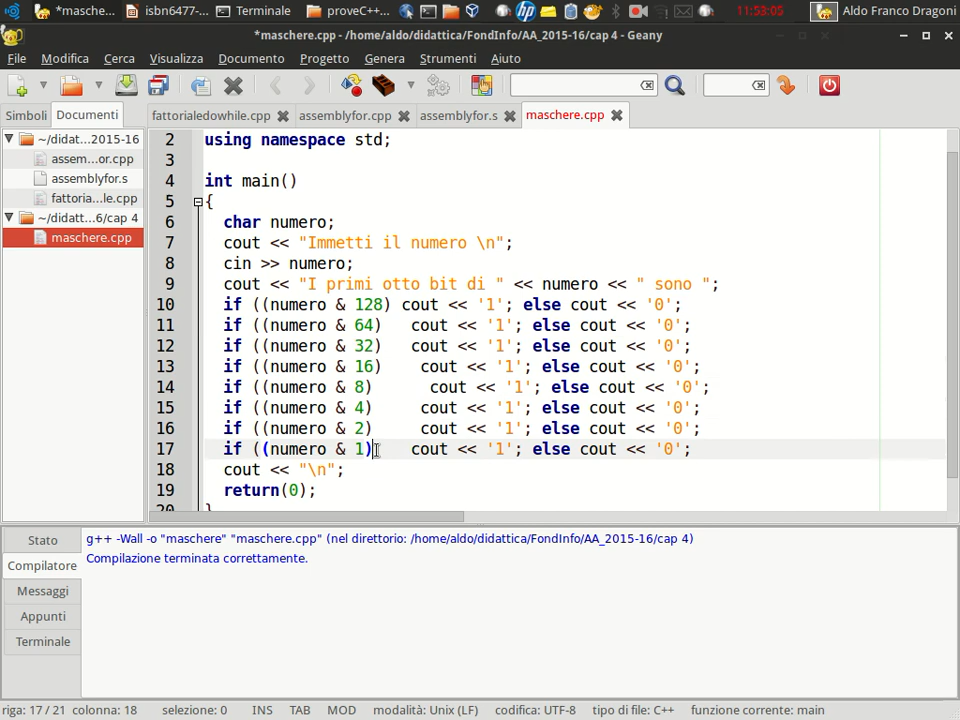 *masche...
isbn6477-...
Terminale
proveC++...
11:53:05
Aldo Franco Dragoni
*maschere.cpp - /home/aldo/didattica/FondInfo/AA_2015-16/cap 4 - Geany
File Modifica Cerca Visualizza Documento Progetto Genera Strumenti Aiuto
Simboli Documenti
fattorialedowhile.cpp assemblyfor.cpp assemblyfor.s maschere.cpp
~/didat...2015-16
assem...or.cpp
assemblyfor.s
fattoria...le.cpp
~/didatt...6/cap 4
maschere.cpp
2 using namespace std;
3
4 int main()
5 {
6 char numero;
7 cout << "Immetti il numero \n";
8 cin >> numero;
9 cout << "I primi otto bit di " << numero << " sono ";
10 if ((numero & 128) cout << '1'; else cout << '0';
11 if ((numero & 64) cout << '1'; else cout << '0';
12 if ((numero & 32) cout << '1'; else cout << '0';
13 if ((numero & 16) cout << '1'; else cout << '0';
14 if ((numero & 8) cout << '1'; else cout << '0';
15 if ((numero & 4) cout << '1'; else cout << '0';
16 if ((numero & 2) cout << '1'; else cout << '0';
17 if ((numero & 1) cout << '1'; else cout << '0';
18 cout << "\n";
19 return(0);
20 }
Stato
Compilatore
Messaggi
Appunti
Terminale
g++ -Wall -o "maschere" "maschere.cpp" (nel direttorio: /home/aldo/didattica/FondInfo/AA_2015-16/cap 4)
Compilazione terminata correttamente.
riga: 17 / 21 colonna: 18 selezione: 0 INS TAB MOD modalità: Unix (LF) codifica: UTF-8 tipo di file: C++ funzione corrente: main